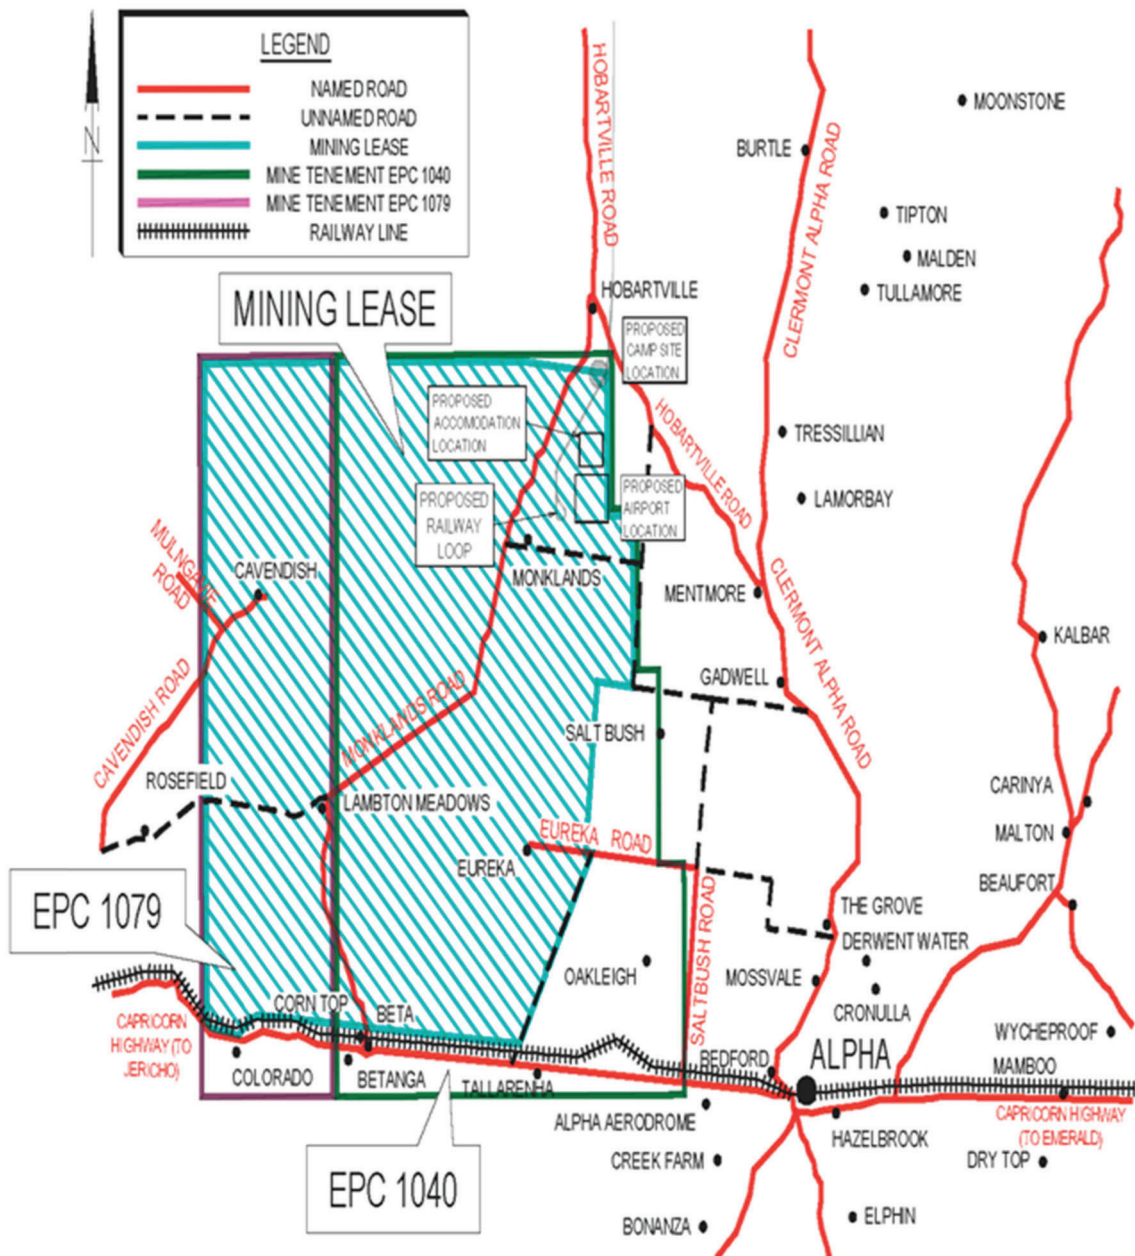 LEGEND
NAMED ROAD
UNNAMED ROAD
MINING LEASE
MINE TENEMENT EPC 1040
MINE TENEMENT EPC 1079
RAILWAY LINE
N
HOBARTVILLE ROAD
MOONSTONE
BURTLE
CLERMONT ALPHA ROAD
TIPTON
MALDEN
TULLAMORE
HOBARTVILLE
MINING LEASE
PROPOSED
CAMP SITE
LOCATION
PROPOSED
ACCOMODATION
LOCATION
HOBARTVILLE ROAD
TRESSILLIAN
PROPOSED
RAILWAY
LOOP
PROPOSED
AIRPORT
LOCATION
LAMORBAY
MULNGANIE
ROAD
CAVENDISH
MONKLANDS
MENTMORE
CLERMONT ALPHA ROAD
KALBAR
GADWELL
CAVENDISH ROAD
MONKLANDS ROAD
SALT BUSH
ROSEFIELD
LAMBTON MEADOWS
CARINYA
MALTON
EUREKA ROAD
EUREKA
BEAUFORT
EPC 1079
SALTBUSH ROAD
THE GROVE
DERWENT WATER
OAKLEIGH
MOSSVALE
CRONULLA
CORN TOP
BETA
CAPRICORN
HIGHWAY (TO
JERICHO)
WYCHEPROOF
BEDFORD
ALPHA
MAMBOO
COLORADO
BETANGA
TALLARENHA
ALPHA AERODROME
HAZELBROOK
CAPRICORN HIGHWAY
(TO EMERALD)
CREEK FARM
DRY TOP
EPC 1040
BONANZA
ELPHIN